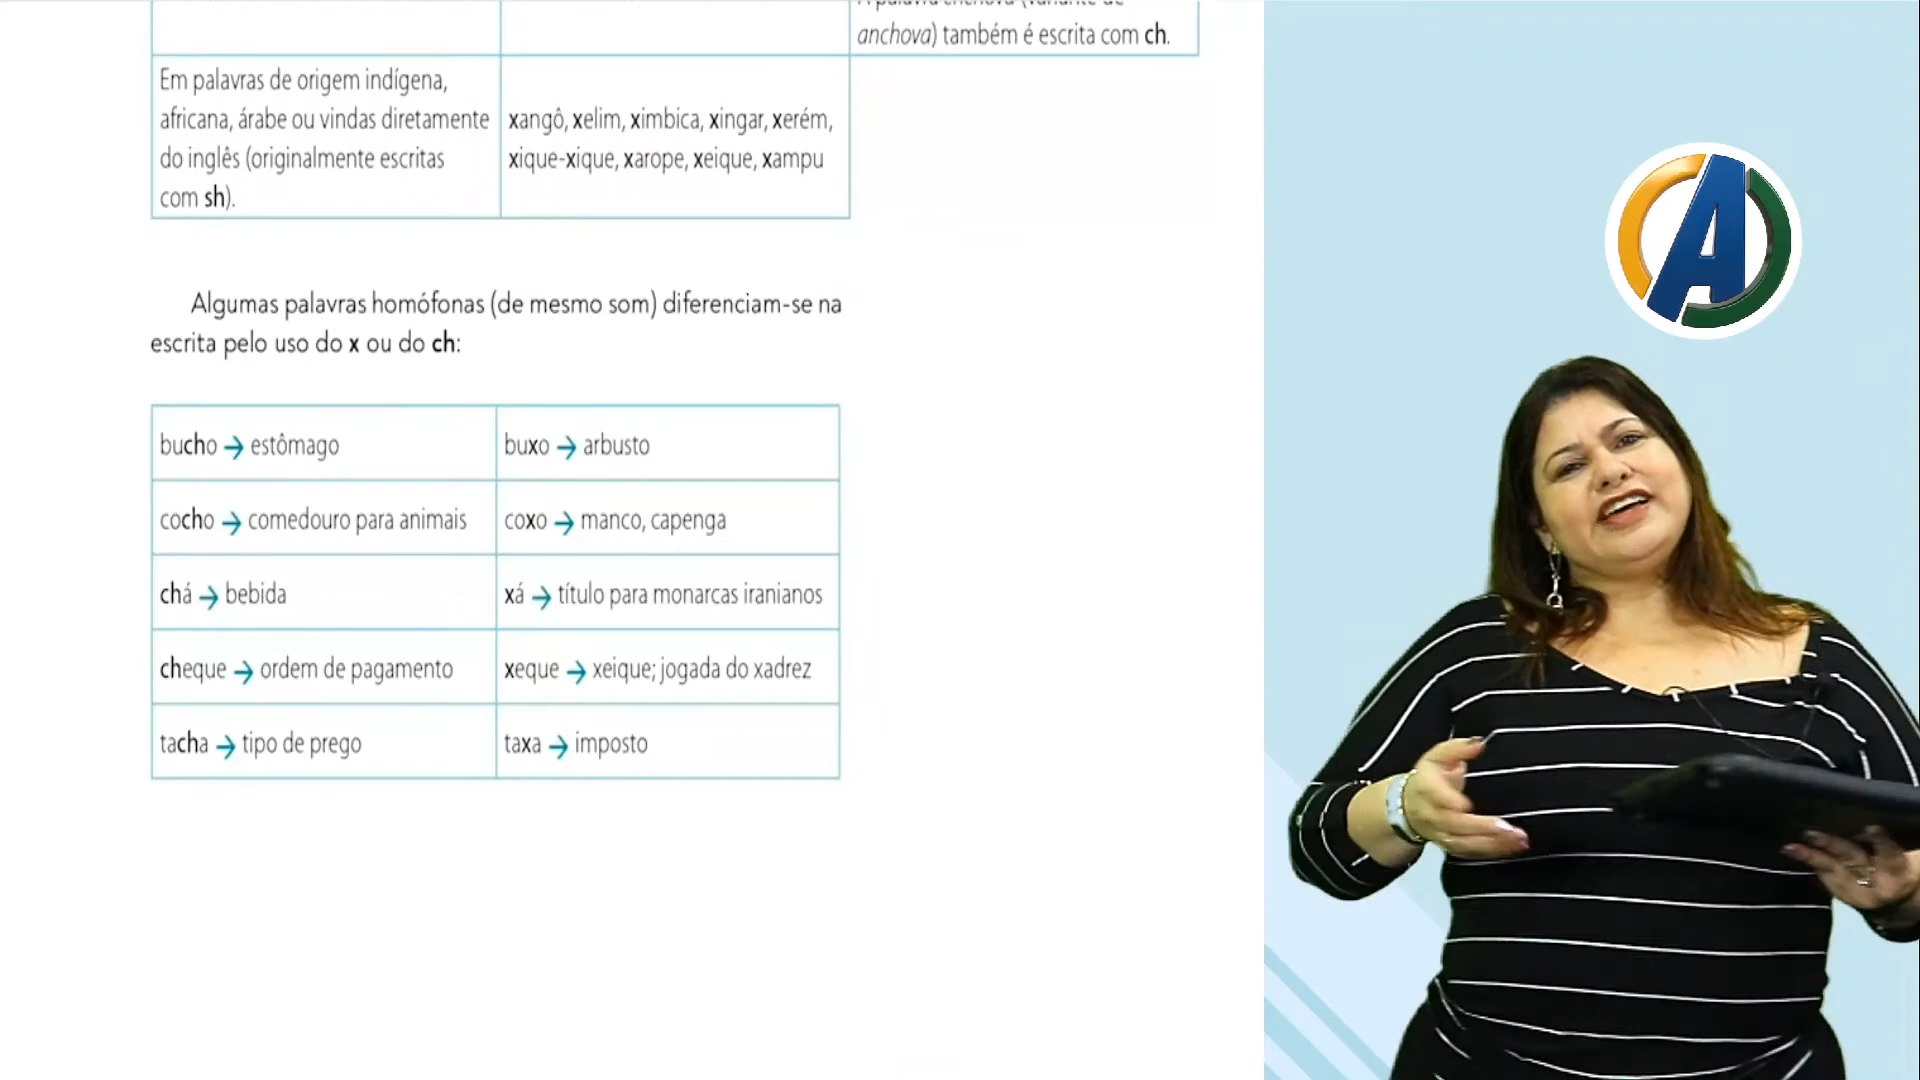 anchova) também é escrita com ch.
Em palavras de origem indígena,
africana, árabe ou vindas diretamente
do inglês (originalmente escritas
com sh).
xangô, xelim, ximbica, xingar, xerém,
xique-xique, xarope, xeique, xampu
Algumas palavras homófonas (de mesmo som) diferenciam-se na
escrita pelo uso do x ou do ch:
bucho → estômago
buxo → arbusto
cocho → comedouro para animais
coxo → manco, capenga
chá → bebida
xá → título para monarcas iranianos
cheque → ordem de pagamento
xeque → xeique; jogada do xadrez
tacha → tipo de prego
taxa → imposto
A